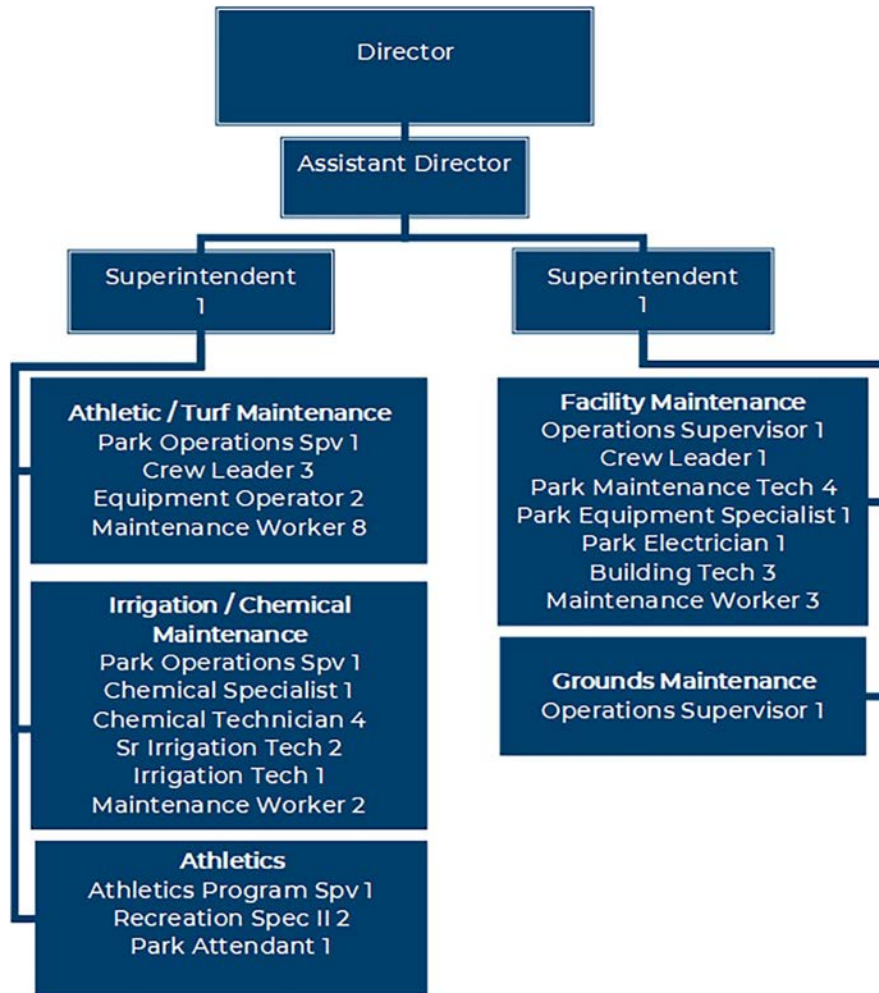 Director
Assistant Director
Superintendent
1
Superintendent
1
Athletic / Turf Maintenance
Park Operations Spv 1
Crew Leader 3
Equipment Operator 2
Maintenance Worker 8
Irrigation / Chemical
Maintenance
Park Operations Spv 1
Chemical Specialist 1
Chemical Technician 4
Sr Irrigation Tech 2
Irrigation Tech 1
Maintenance Worker 2
Athletics
Athletics Program Spv 1
Recreation Spec II 2
Park Attendant 1
Facility Maintenance
Operations Supervisor 1
Crew Leader 1
Park Maintenance Tech 4
Park Equipment Specialist 1
Park Electrician 1
Building Tech 3
Maintenance Worker 3
Grounds Maintenance
Operations Supervisor 1